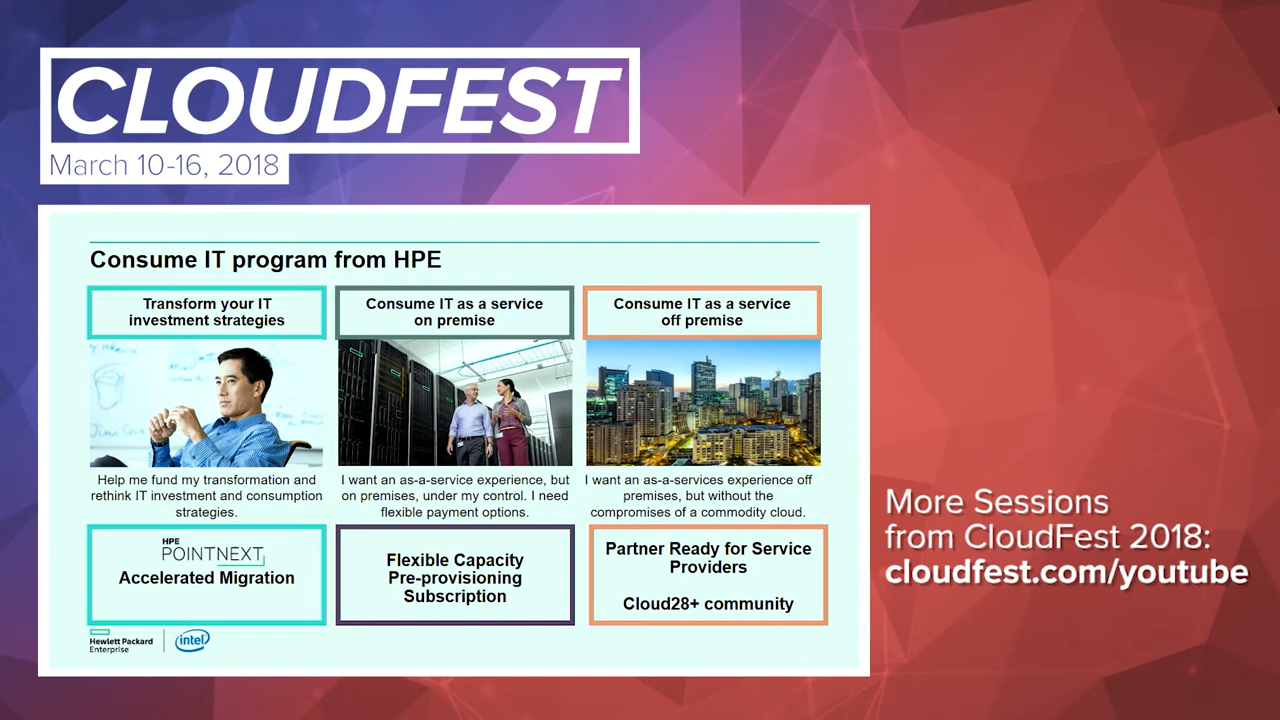 CLOUDFEST
March 10-16, 2018
Consume IT program from HPE
Transform your IT
investment strategies
Consume IT as a service
on premise
Consume IT as a service
off premise
Help me fund my transformation and
rethink IT investment and consumption
strategies.
I want an as-a-service experience, but
on premises, under my control. I need
flexible payment options.
I want an as-a-services experience off
premises, but without the
compromises of a commodity cloud.
HPE
POINTNEXT
Accelerated Migration
Flexible Capacity
Pre-provisioning
Subscription
Partner Ready for Service
Providers
Cloud28+ community
Hewlett Packard
Enterprise
intel
More Sessions
from CloudFest 2018:
cloudfest.com/youtube